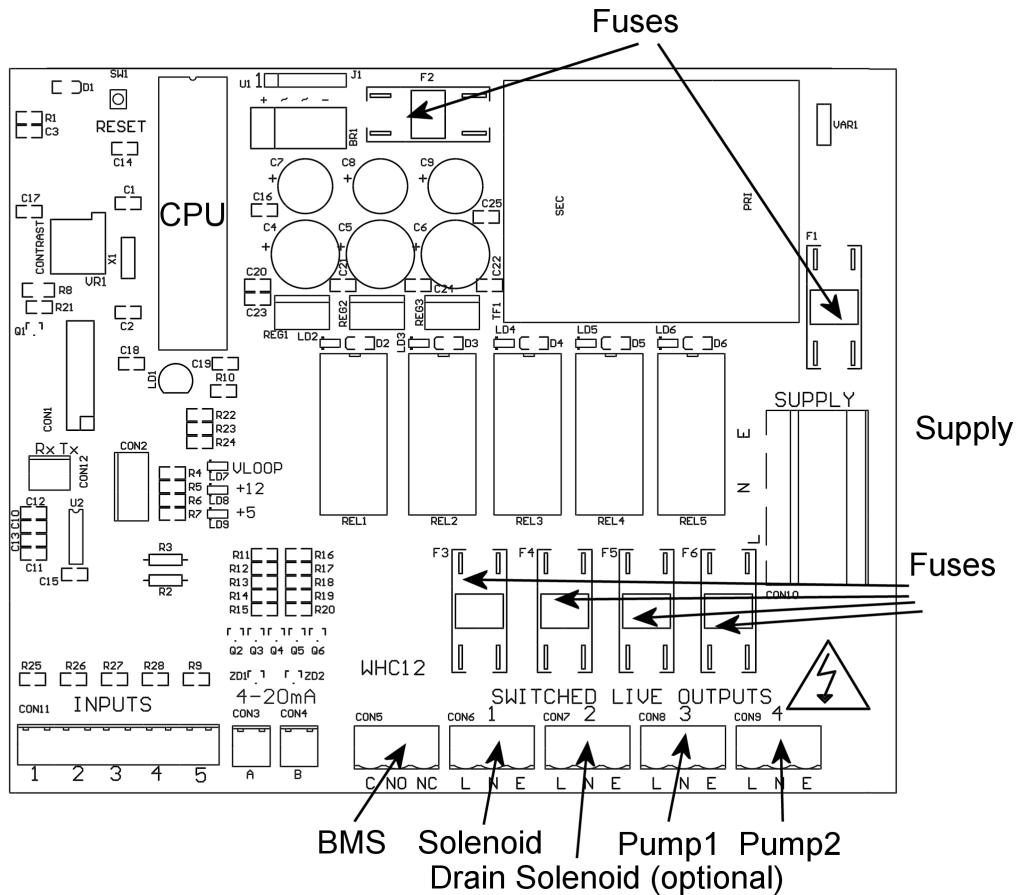 Fuses
SW1
D1
U1 1
J1
F2
+ ~ ~ -
BR1
R1
C3
RESET
C14
VAR1
C7
C8
C9
+
+
+
C17
C1
C16
C25
CPU
SEC
PRI
CONTRAST
X1
VR1
C4
C5
C6
+
+
+
F1
C20
C21
C22
C23
C24
R8
R21
Q1
C2
REG1
REG2
REG3
TF1
LD2
D2
LD3
D3
LD4
D4
LD5
D5
LD6
D6
C18
C19
LD1
R10
SUPPLY
CON1
R22
R23
R24
E
Supply
Rx Tx
CON12
CON2
VLOOP
LD7
+12
LD8
+5
LD9
R4
R5
R6
R7
N
C12
C10
C13
C11
U2
C15
REL1
REL2
REL3
REL4
REL5
L
R3
R2
R11
R12
R13
R14
R15
R16
R17
R18
R19
R20
F3
F4
F5
F6
Fuses
CON10
Q2 Q3 Q4 Q5 Q6
WHC12
R25 R26 R27 R28 R9
ZD1
ZD2
4-20mA
INPUTS
SWITCHED LIVE OUTPUTS
CON11
CON3
CON4
CON5
CON6 1
CON7 2
CON8 3
CON9 4
1 2 3 4 5
A
B
C NO NC
L N E
L N E
L N E
L N E
BMS
Solenoid
Pump1
Pump2
Drain Solenoid (optional)